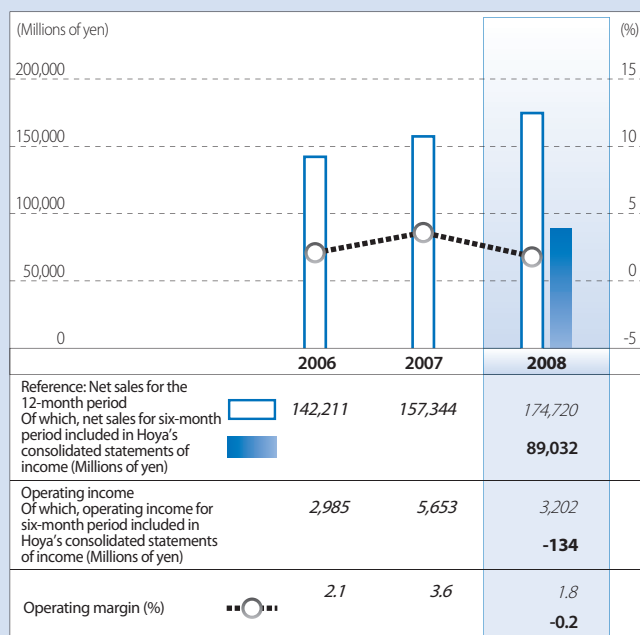 (Millions of yen) (%)
200,000 15
150,000 10
100,000 5
50,000 0
0 -5
2006 2007 2008
Reference: Net sales for the
12-month period
Of which, net sales for six-month
period included in Hoya's
consolidated statements of
income (Millions of yen)
142,211 157,344 174,720
89,032
Operating income
Of which, operating income for
six-month period included in
Hoya's consolidated statements
of income (Millions of yen)
2,985 5,653 3,202
-134
Operating margin (%)
2.1 3.6 1.8
-0.2